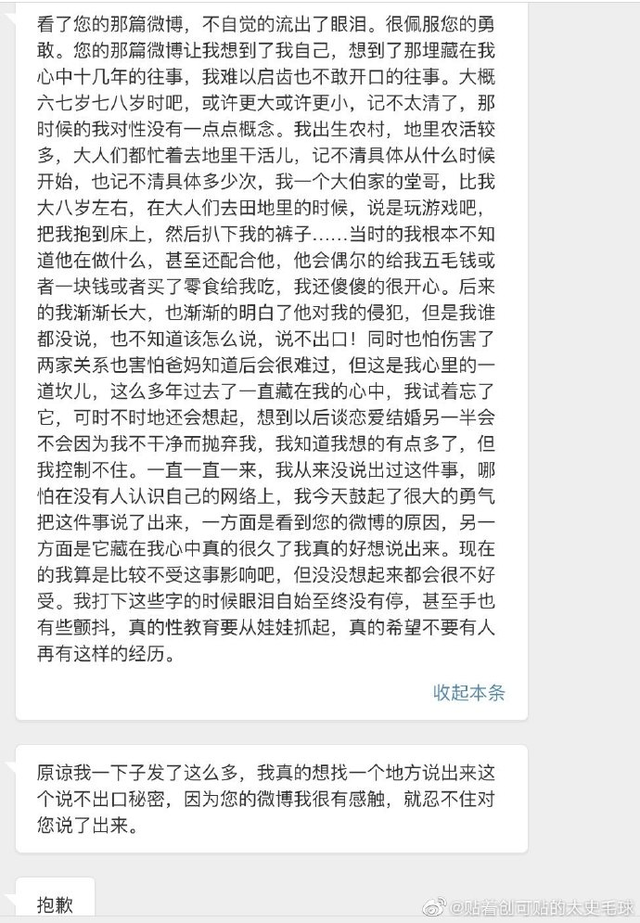 看了您的那篇微博，不自觉的流出了眼泪。很佩服您的勇
敢。您的那篇微博让我想到了我自己，想到了那埋藏在我
心中十几年的往事，我难以启齿也不敢开口的往事。大概
六七岁七八岁时吧，或许更大或许更小，记不太清了，那
时候的我对性没有一点点概念。我出生农村，地里农活较
多，大人们都忙着去地里干活儿，记不清具体从什么时候
开始，也记不清具体多少次，我一个大伯家的堂哥，比我
大八岁左右，在大人们去田地里的时候，说是玩游戏吧，
把我抱到床上，然后扒下我的裤子……当时的我根本不知
道他在做什么，甚至还配合他，他会偶尔的给我五毛钱或
者一块钱或者买了零食给我吃，我还傻傻的很开心。后来
的我渐渐长大，也渐渐的明白了他对我的侵犯，但是我谁
都没说，也不知道该怎么说，说不出口！同时也怕伤害了
两家关系也害怕爸妈知道后会很难过，但这是我心里的一
道坎儿，这么多年过去了一直藏在我的心中，我试着忘了
它，可时不时地还会想起，想到以后谈恋爱结婚另一半会
不会因为我不干净而抛弃我，我知道我想的有点多了，但
我控制不住。一直一直一来，我从来没说出过这件事，哪
怕在没有人认识自己的网络上，我今天鼓起了很大的勇气
把这件事说了出来，一方面是看到您的微博的原因，另一
方面是它藏在我心中真的很久了我真的好想说出来。现在
的我算是比较不受这事影响吧，但没没想起来都会很不好
受。我打下这些字的时候眼泪自始至终没有停，甚至手也
有些颤抖，真的性教育要从娃娃抓起，真的希望不要有人
再有这样的经历。
收起本条
原谅我一下子发了这么多，我真的想找一个地方说出来这
个说不出口秘密，因为您的微博我很有感触，就忍不住对
您说了出来。
抱歉
@贴着创可贴的太史毛球